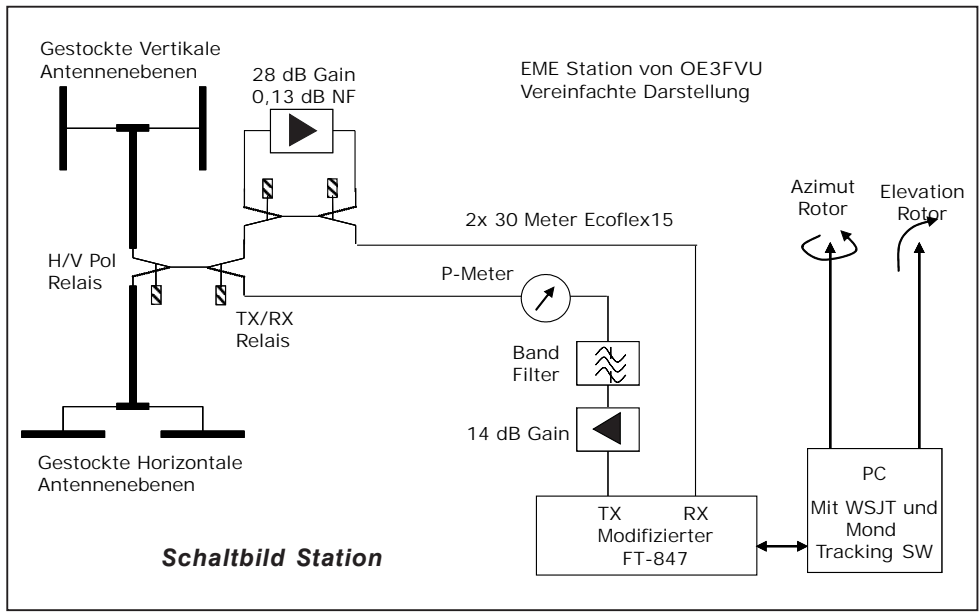 Gestockte Vertikale
Antennenebenen
28 dB Gain
0,13 dB NF
EME Station von OE3FVU
Vereinfachte Darstellung
Azimut
Rotor
Elevation
Rotor
2x 30 Meter Ecoflex15
H/V Pol
Relais
P-Meter
TX/RX
Relais
Band
Filter
14 dB Gain
Gestockte Horizontale
Antennenebenen
PC
Mit WSJT und
Mond
Tracking SW
TX RX
Modifizierter
FT-847
Schaltbild Station